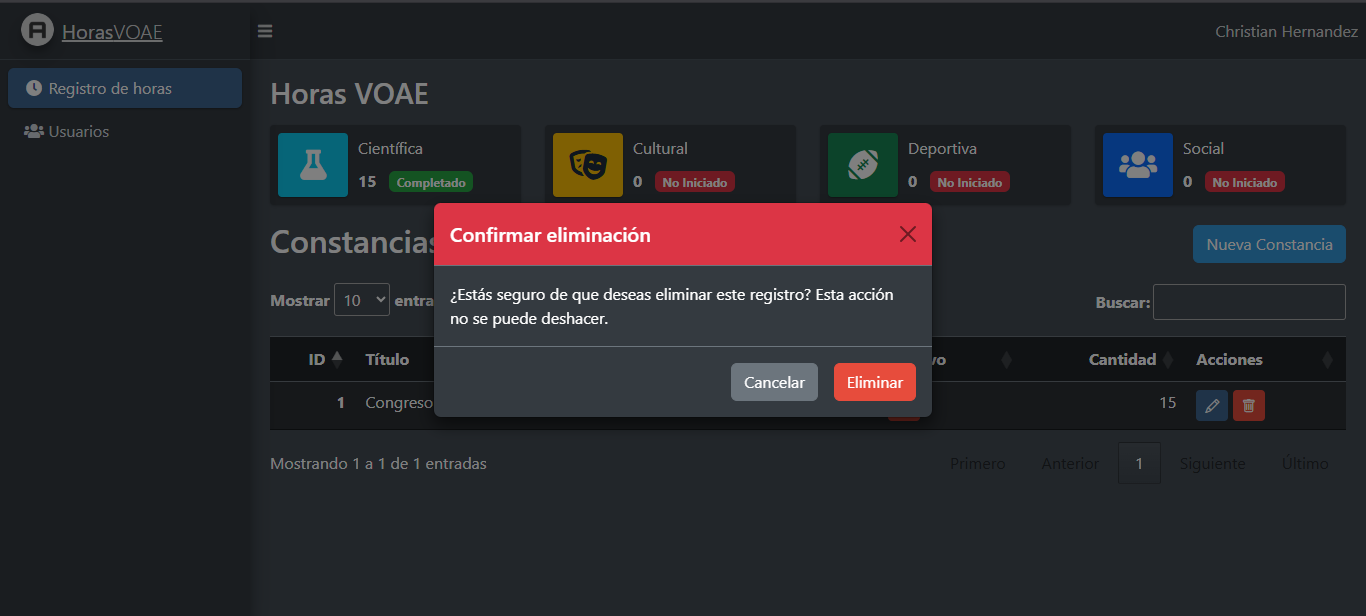 HorasVOAE
Christian Hernandez
Registro de horas
Usuarios
Horas VOAE
Científica
15 Completado
Cultural
0 No Iniciado
Deportiva
0 No Iniciado
Social
0 No Iniciado
Constancias
Nueva Constancia
Mostrar 10 entra
Buscar:
ID Título vo Cantidad Acciones
1 Congreso 15
Mostrando 1 a 1 de 1 entradas
Primero Anterior 1 Siguiente Último
Confirmar eliminación
¿Estás seguro de que deseas eliminar este registro? Esta acción
no se puede deshacer.
Cancelar
Eliminar